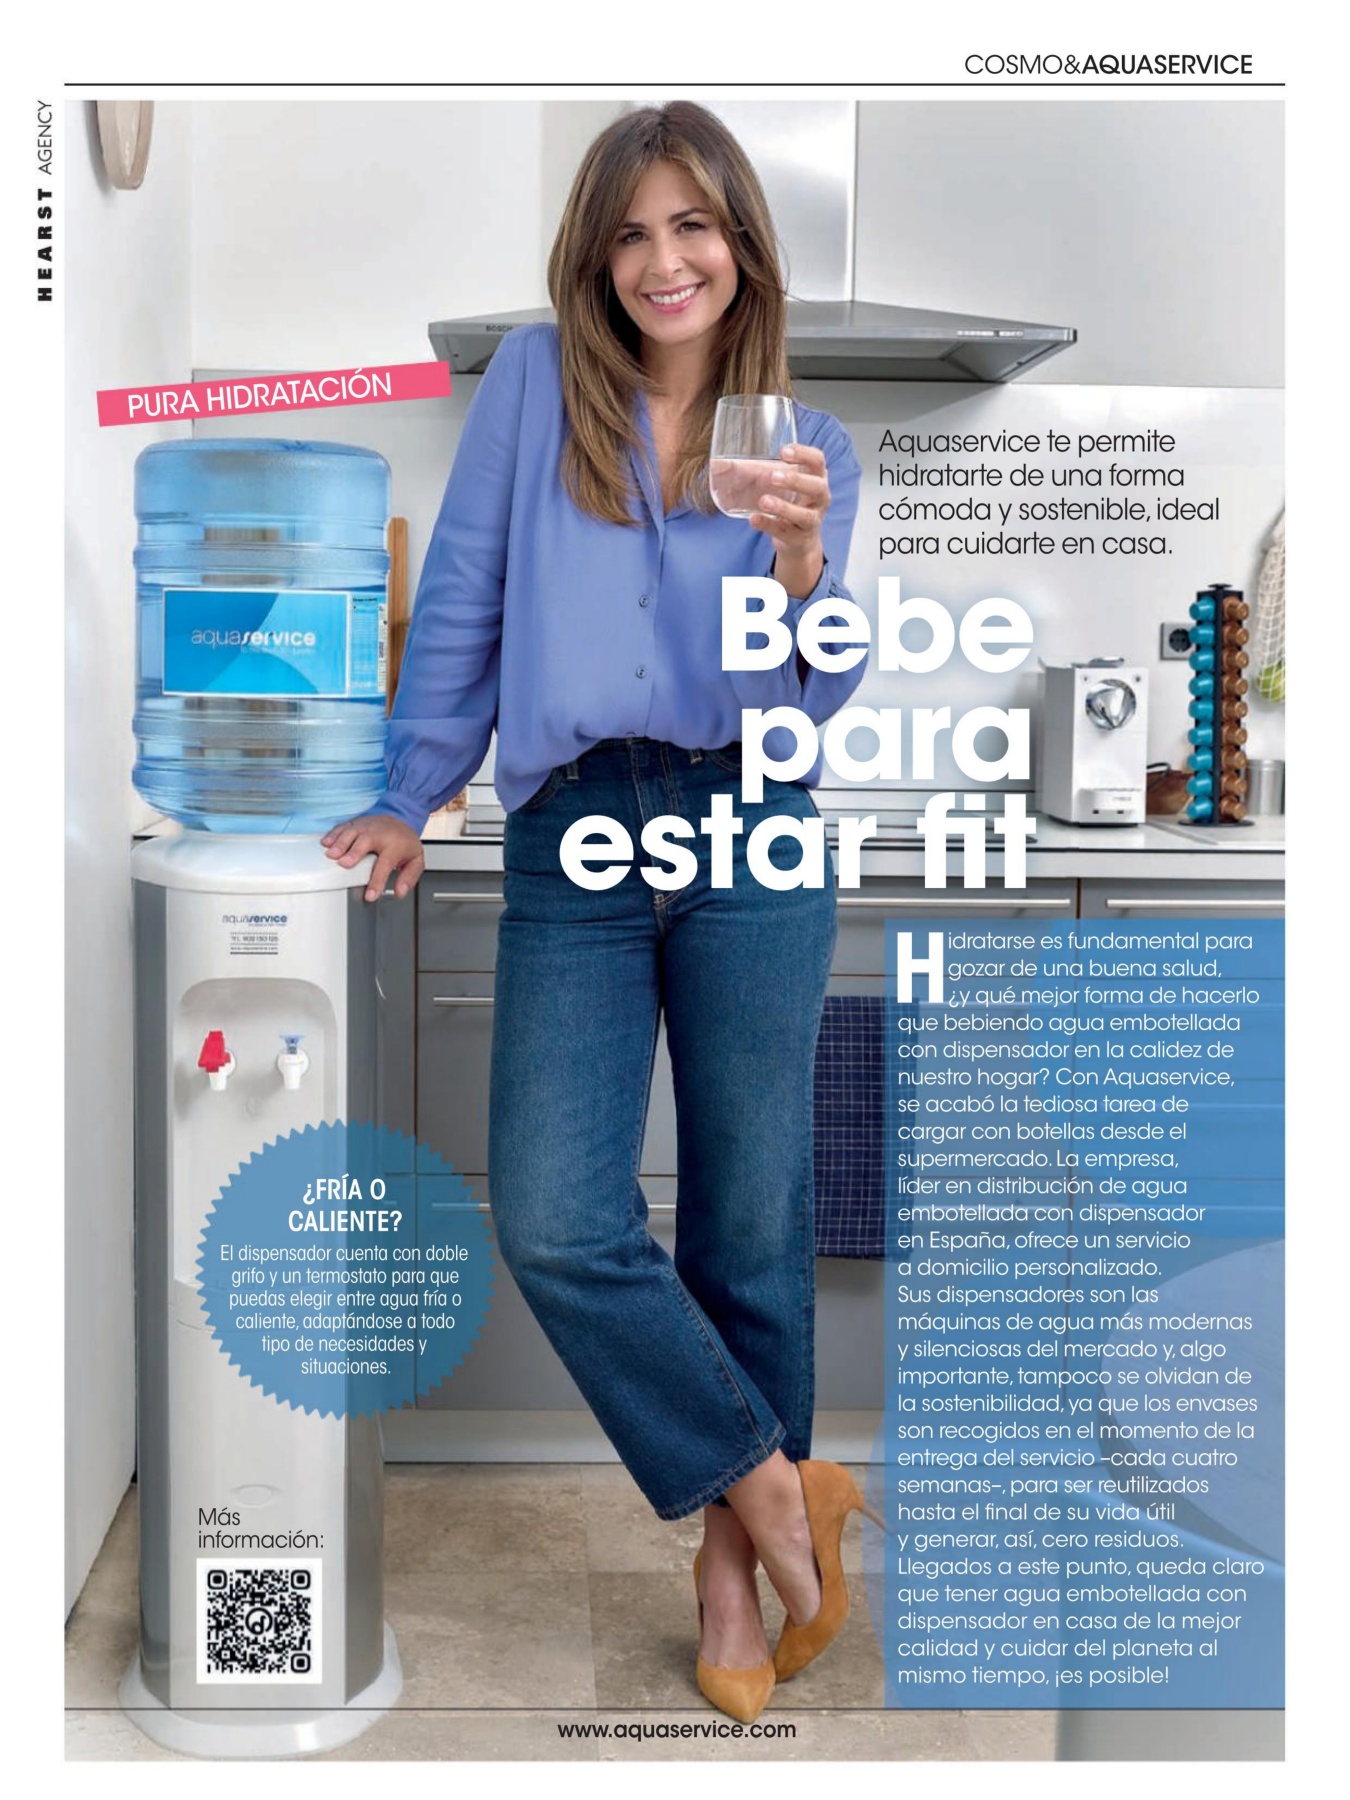 COSMO&AQUASERVICE
HEARST AGENCY
PURA HIDRATACIÓN
BOSCH
Aquaservice te permite
hidratarte de una forma
cómoda y sostenible, ideal
para cuidarte en casa.
Bebe
para
estar fit
aquaservice
aquaservice
Hidratarse es fundamental para
gozar de una buena salud,
¿y qué mejor forma de hacerlo
que bebiendo agua embotellada
con dispensador en la calidez de
nuestro hogar? Con Aquaservice,
se acabó la tediosa tarea de
cargar con botellas desde el
supermercado. La empresa,
líder en distribución de agua
embotellada con dispensador
en España, ofrece un servicio
a domicilio personalizado.
Sus dispensadores son las
máquinas de agua más modernas
y silenciosas del mercado y, algo
importante, tampoco se olvidan de
la sostenibilidad, ya que los envases
son recogidos en el momento de la
entrega del servicio –cada cuatro
semanas–, para ser reutilizados
hasta el final de su vida útil
y generar, así, cero residuos.
Llegados a este punto, queda claro
que tener agua embotellada con
dispensador en casa de la mejor
calidad y cuidar del planeta al
mismo tiempo, ¡es posible!
¿FRÍA O
CALIENTE?
El dispensador cuenta con doble
grifo y un termostato para que
puedas elegir entre agua fría o
caliente, adaptándose a todo
tipo de necesidades y
situaciones.
Más
información:
www.aquaservice.com